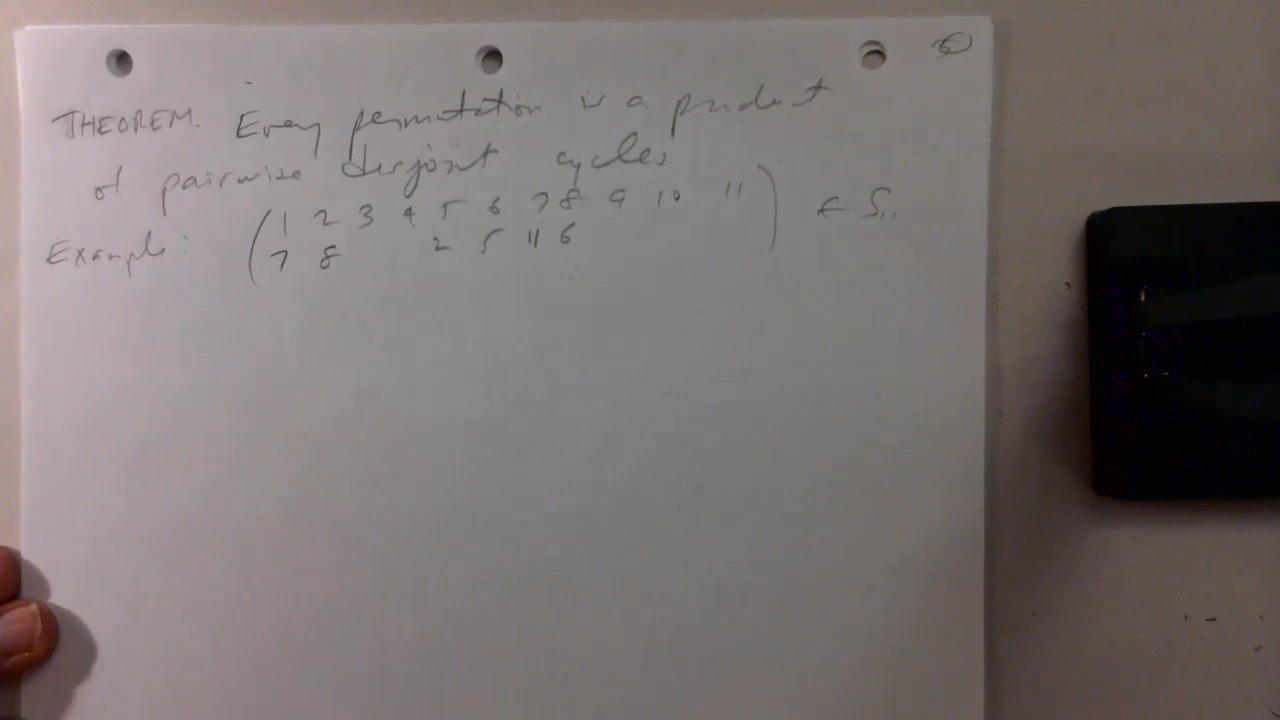 THEOREM. Every permutation is a product
of pairwise disjoint cycles
Example: ( 1 2 3 4 5 6 7 8 9 10 11 ) ∈ S11
7 8 2 5 11 6